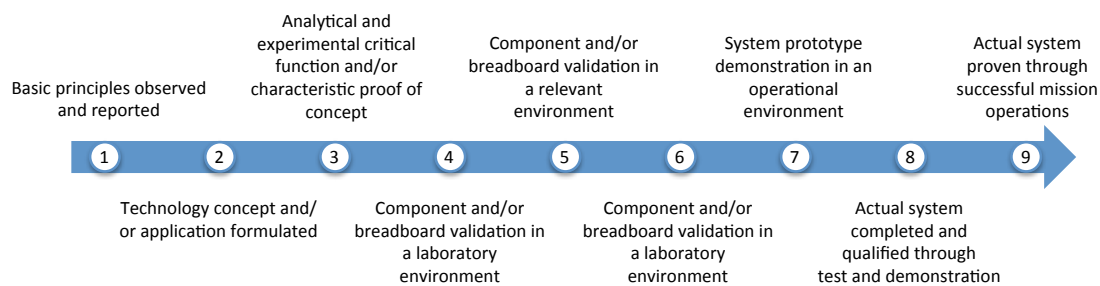 Basic principles observed
and reported
Analytical and
experimental critical
function and/or
characteristic proof of
concept
Component and/or
breadboard validation in
a relevant
environment
System prototype
demonstration in an
operational
environment
Actual system
proven through
successful mission
operations
1
2
3
4
5
6
7
8
9
Technology concept and/
or application formulated
Component and/or
breadboard validation in
a laboratory
environment
Component and/or
breadboard validation in
a laboratory
environment
Actual system
completed and
qualified through
test and demonstration